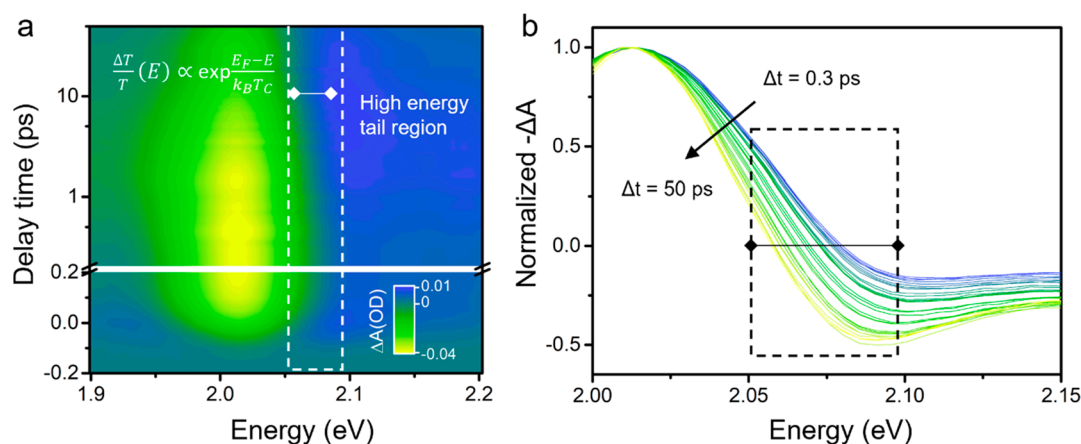 a
ΔT/T (E) ∝ exp E_F−E/k_BT_C
High energy
tail region
Delay time (ps)
10
1
0.2
0.2
0.0
-0.2
ΔA(OD)
0.01
0
-0.04
1.9
2.0
2.1
2.2
Energy (eV)
b
Normalized -ΔA
1.0
0.5
0.0
-0.5
Δt = 0.3 ps
Δt = 50 ps
2.00
2.05
2.10
2.15
Energy (eV)